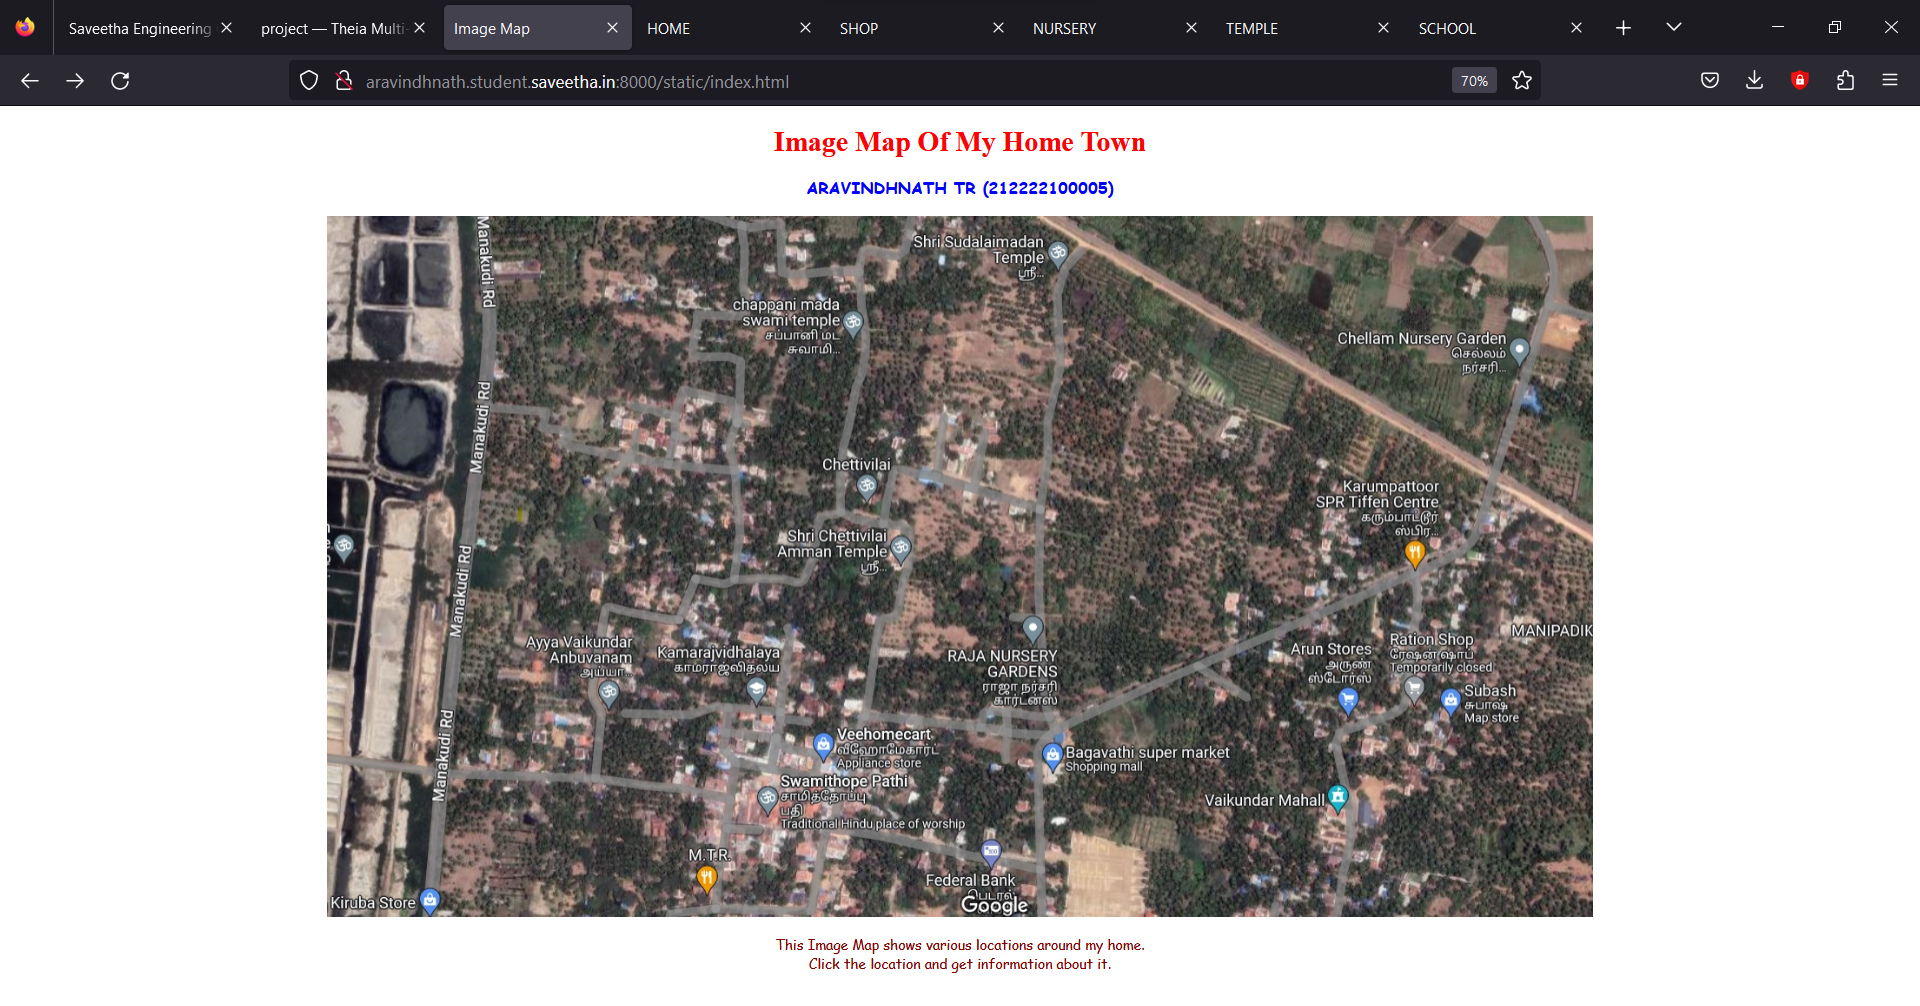 Saveetha Engineering
project — Theia Multi-
Image Map
HOME
SHOP
NURSERY
TEMPLE
SCHOOL
aravindhnath.student.saveetha.in:8000/static/index.html
70%
Image Map Of My Home Town
ARAVINDHNATH TR (212222100005)
Manakudi Rd
Shri Sudalaimadan
Temple
ஸ்ரீ...
chappani mada
swami temple
சப்பானி மட
சுவாமி...
Chellam Nursery Garden
செல்லம்
நர்சரி...
Manakudi Rd
Chettivilai
Karumpattoor
SPR Tiffen Centre
கரும்பாட்டூர்
ஸ்பிர...
Shri Chettivilai
Amman Temple
ஸ்ரீ...
Manakudi Rd
Ayya Vaikundar
Anbuvanam
அய்யா...
Kamarajvidhalaya
காமராஜ்வித்லய
RAJA NURSERY
GARDENS
ராஜா நர்சரி
கார்டன்ஸ்
Arun Stores
அருண்
ஸ்டோர்ஸ்
Ration Shop
ரேஷன் ஷாப்
Temporarily closed
MANIPADIK
Subash
சுபாஷ்
Map store
Manakudi Rd
Veehomecart
வீஹோமேகார்ட்
Appliance store
Bagavathi super market
Shopping mall
Swamithope Pathi
சாமித்தோப்பு
பதி
Traditional Hindu place of worship
Vaikundar Mahall
M.T.R.
Federal Bank
பெடரல்
Google
Kiruba Store
This Image Map shows various locations around my home.
Click the location and get information about it.